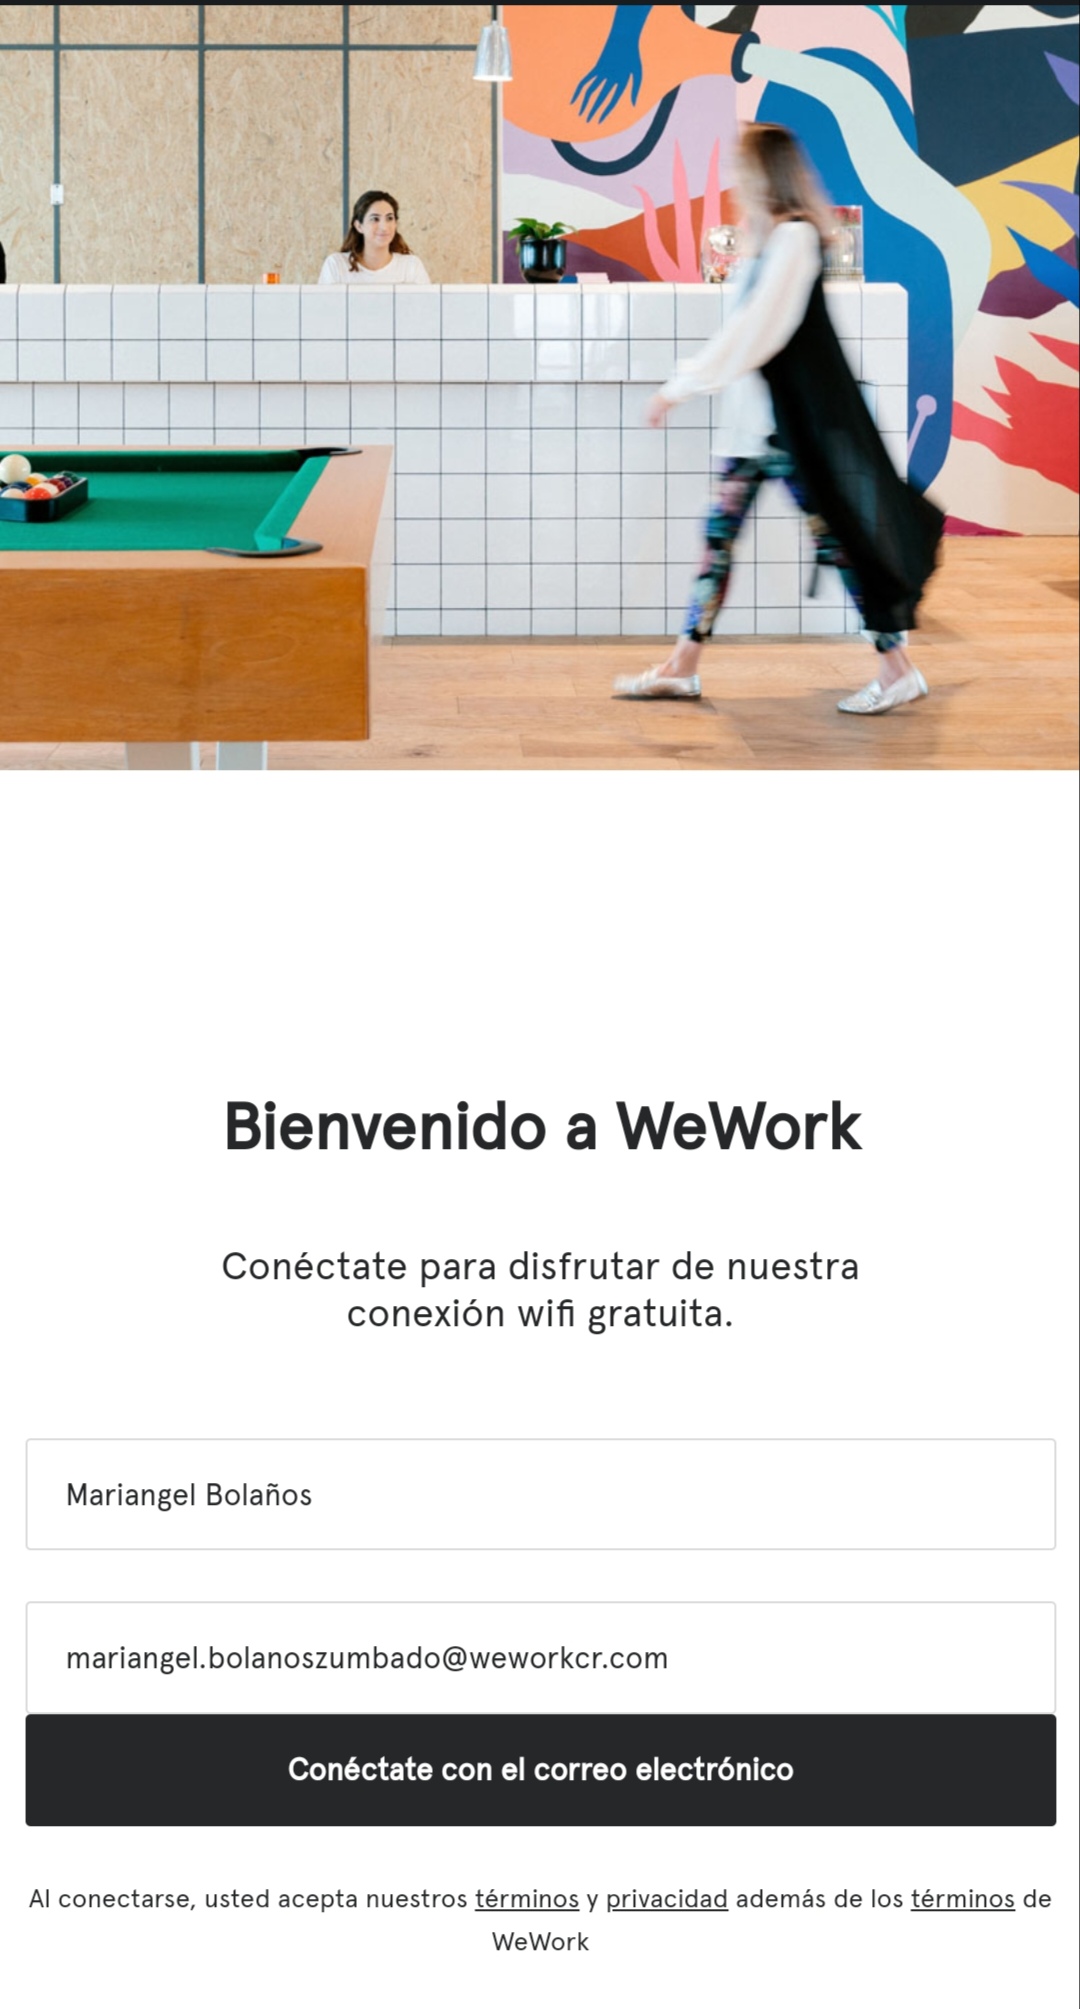 Bienvenido a WeWork
Conéctate para disfrutar de nuestra
conexión wifi gratuita.
Mariangel Bolaños
mariangel.bolanoszumbado@weworkcr.com
Conéctate con el correo electrónico
Al conectarse, usted acepta nuestros términos y privacidad además de los términos de
WeWork